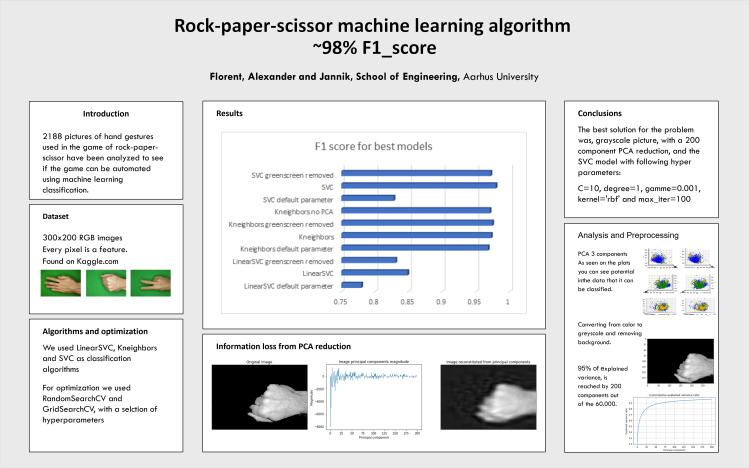 Rock-paper-scissor machine learning algorithm
~98% F1_score
Florent, Alexander and Jannik, School of Engineering, Aarhus University
Introduction
2188 pictures of hand gestures
used in the game of rock-paper-
scissor have been analyzed to see
if the game can be automated
using machine learning
classification.
Dataset
300x200 RGB images
Every pixel is a feature.
Found on Kaggle.com
Algorithms and optimization
We used LinearSVC, Kneighbors
and SVC as classification
algorithms
For optimization we used
RandomSearchCV and
GridSearchCV, with a selction of
hyperparameters
Results
F1 score for best models
SVC greenscreen removed
SVC
SVC default parameter
Kneighbors no PCA
Kneighbors greenscreen removed
Kneighbors
Kneighbors default parameter
LinearSVC greenscreen removed
LinearSVC
LinearSVC default parameter
0.75 0.8 0.85 0.9 0.95 1
Information loss from PCA reduction
Original image
Image principal components magnitude
Magnitude
Principal component
Image reconstructed from principal components
Conclusions
The best solution for the problem
was, grayscale picture, with a 200
component PCA reduction, and the
SVC model with following hyper
parameters:
C=10, degree=1, gamme=0.001,
kernel='rbf' and max_iter=100
Analysis and Preprocessing
PCA 3 components
As seen on the plots
you can see potential
inthe data that it can
be classified.
Converting from color to
greyscale and removing
background.
95% of Explained
variance, is
reached by 200
components out
of the 60.000.